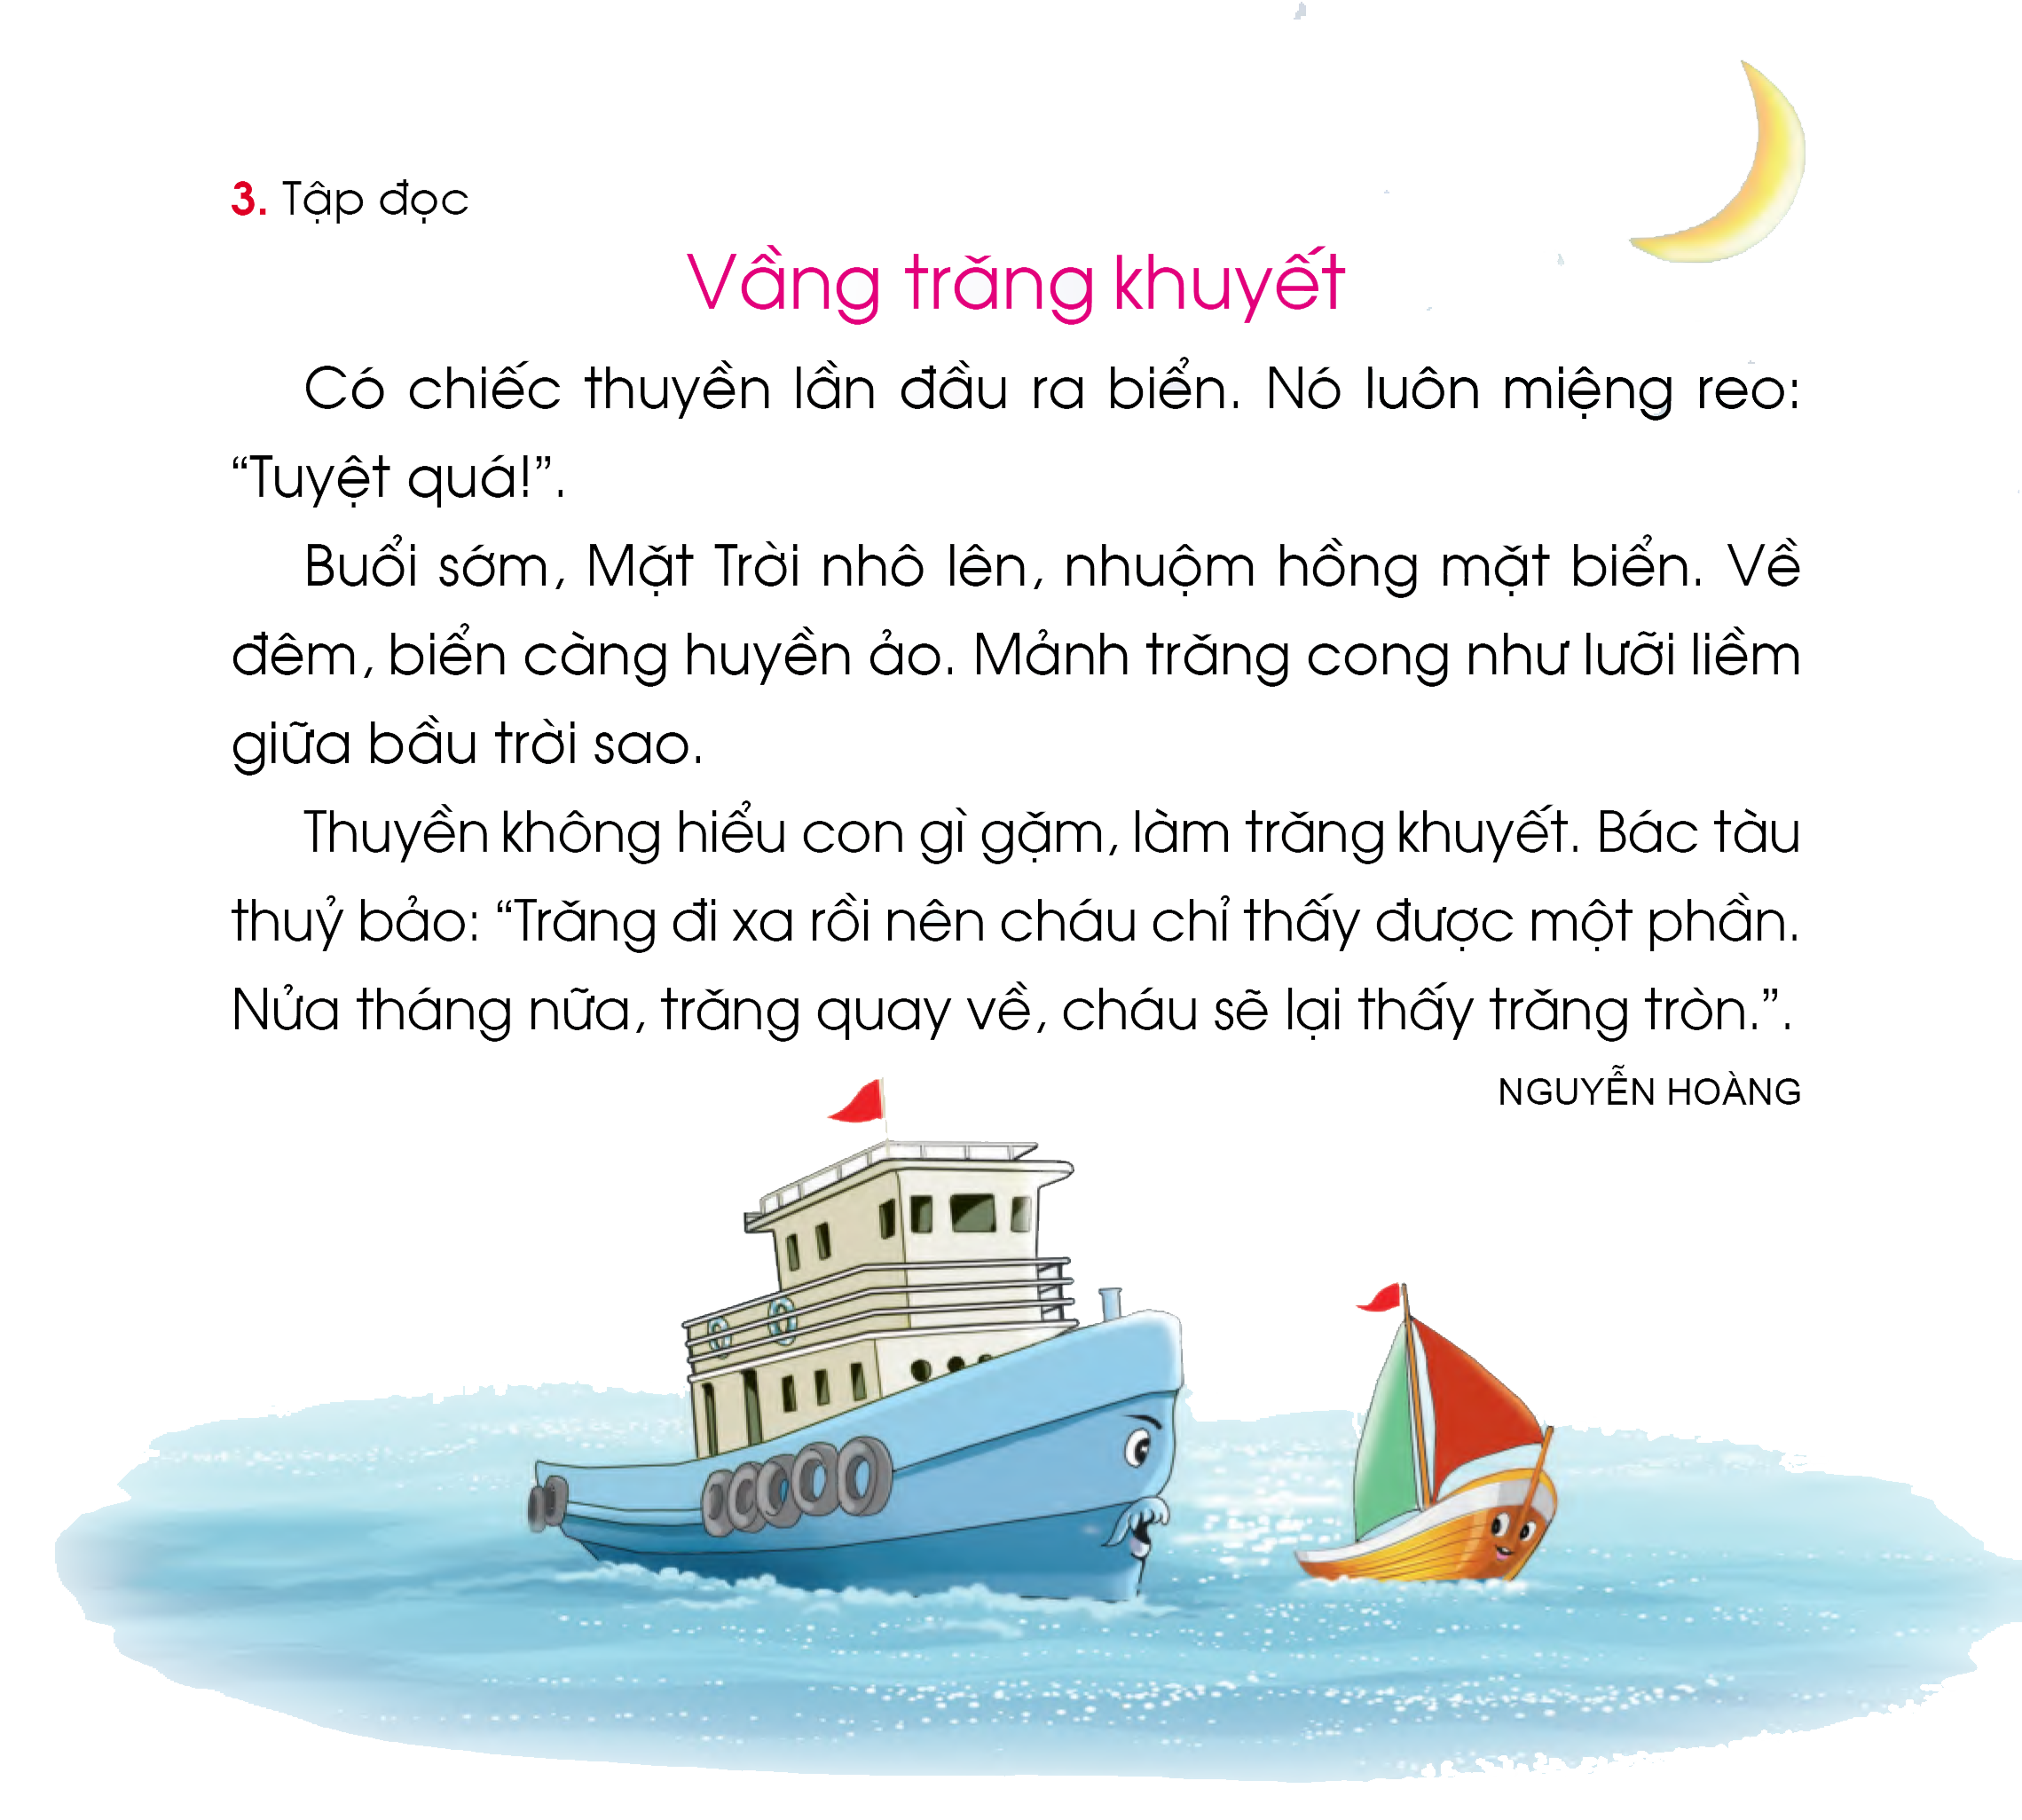 3. Tập đọc
Vầng trăng khuyết
Có chiếc thuyền lần đầu ra biển. Nó luôn miệng reo:
“Tuyệt quá!”.
Buổi sớm, Mặt Trời nhô lên, nhuộm hồng mặt biển. Về
đêm, biển càng huyền ảo. Mảnh trăng cong như lưỡi liềm
giữa bầu trời sao.
Thuyền không hiểu con gì gặm, làm trăng khuyết. Bác tàu
thuỷ bảo: “Trăng đi xa rồi nên cháu chỉ thấy được một phần.
Nửa tháng nữa, trăng quay về, cháu sẽ lại thấy trăng tròn.”.
NGUYỄN HOÀNG